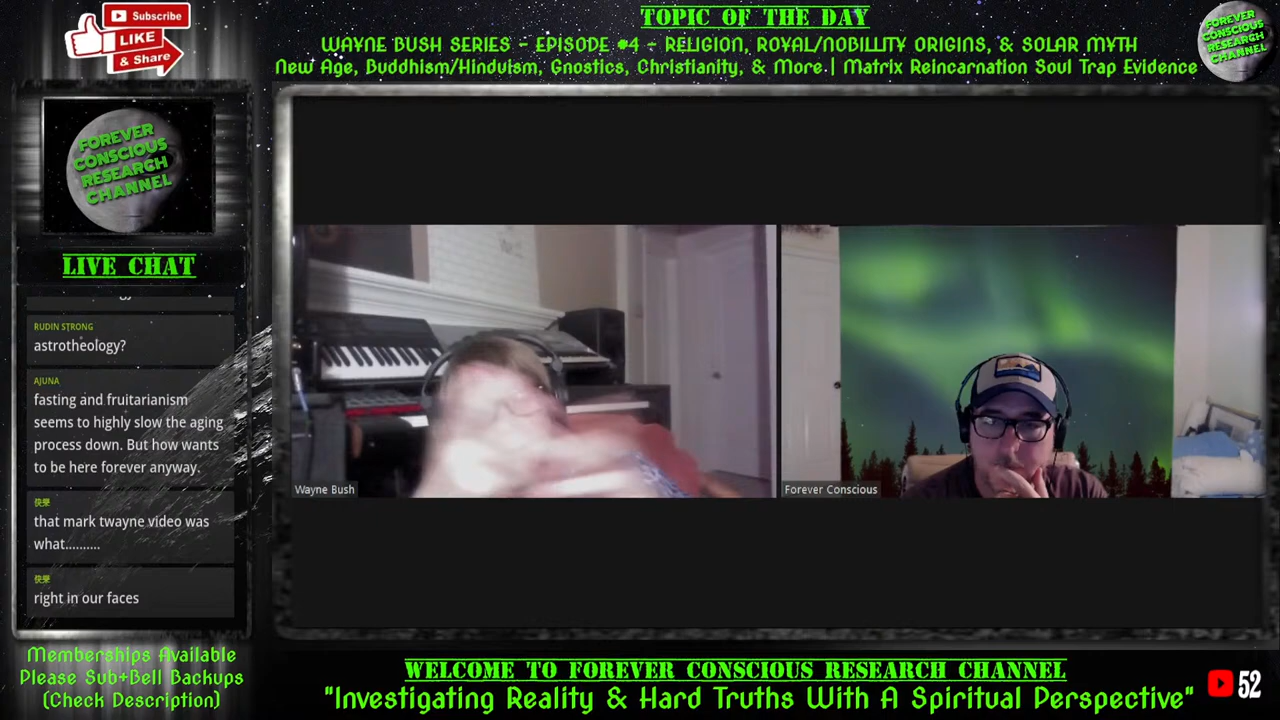 Subscribe
LIKE
& Share
TOPIC OF THE DAY
WAYNE BUSH SERIES - EPISODE #4 - RELIGION, ROYAL/NOBILLITY ORIGINS, & SOLAR MYTH
New Age, Buddhism/Hinduism, Gnostics, Christianity, & More | Matrix Reincarnation Soul Trap Evidence
FOREVER
CONSCIOUS
RESEARCH
CHANNEL
FOREVER
CONSCIOUS
RESEARCH
CHANNEL
LIVE CHAT
RUDIN STRONG
astrotheology?
AJUNA
fasting and fruitarianism
seems to highly slow the aging
process down. But how wants
to be here forever anyway.
快樂
that mark twayne video was
what..........
快樂
right in our faces
Wayne Bush
Forever Conscious
Memberships Available
Please Sub+Bell Backups
(Check Description)
WELCOME TO FOREVER CONSCIOUS RESEARCH CHANNEL
"Investigating Reality & Hard Truths With A Spiritual Perspective"
52